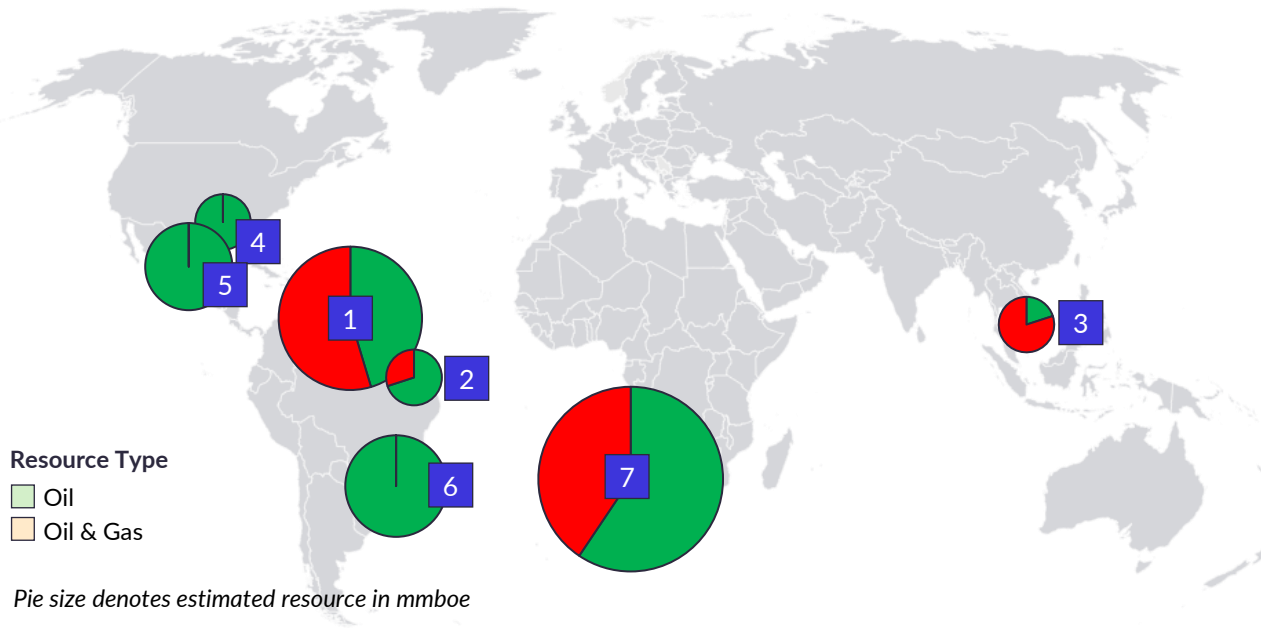 4
5
1
3
2
6
7
Resource Type
Oil
Oil & Gas
Pie size denotes estimated resource in mmboe